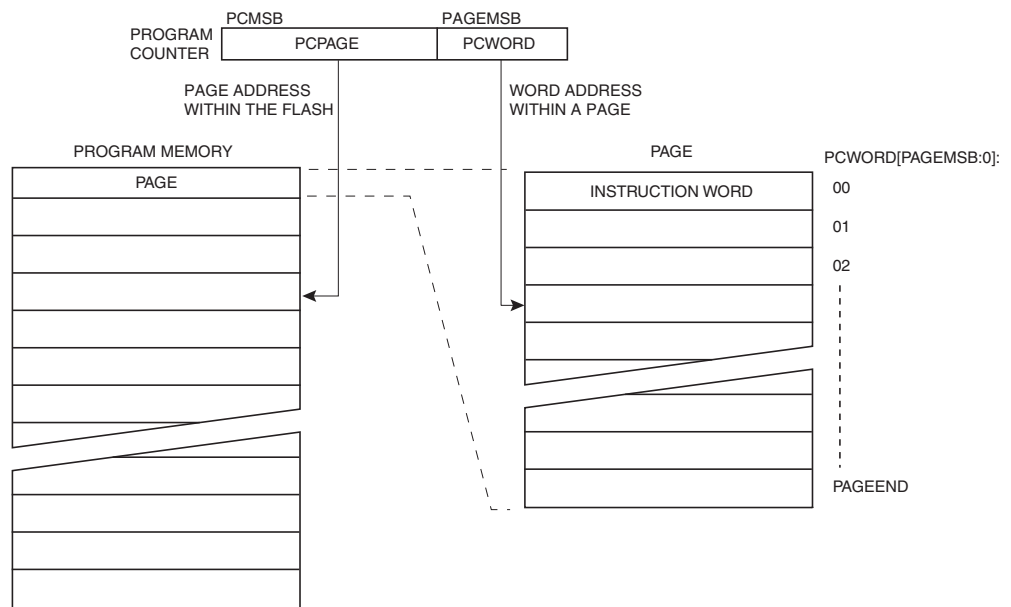 PCMSB
PAGEMSB
PROGRAM
COUNTER
PCPAGE
PCWORD
PAGE ADDRESS
WITHIN THE FLASH
WORD ADDRESS
WITHIN A PAGE
PROGRAM MEMORY
PAGE
PAGE
INSTRUCTION WORD
PCWORD[PAGEMSB:0]:
00
01
02
PAGEEND